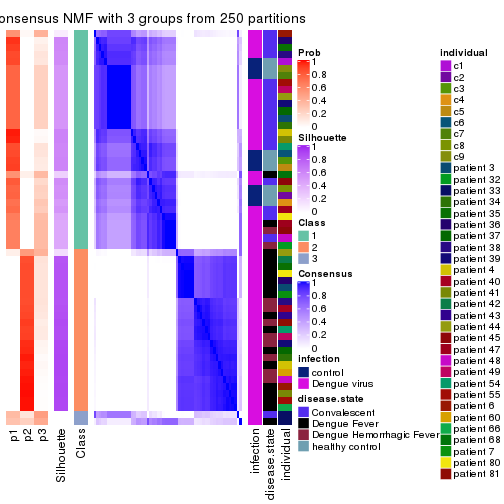 onsensus NMF with 3 groups from 250 partitions
p1
p2
p3
Silhouette
Class
infection
disease.state
individual
Prob
1
0.8
0.6
0.4
0.2
0
Silhouette
1
0.8
0.6
0.4
0.2
0
Class
1
2
3
Consensus
1
0.8
0.6
0.4
0.2
0
infection
control
Dengue virus
disease.state
Convalescent
Dengue Fever
Dengue Hemorrhagic Fever
healthy control
individual
c1
c2
c3
c4
c5
c6
c7
c8
c9
patient 3
patient 32
patient 33
patient 34
patient 35
patient 36
patient 37
patient 38
patient 39
patient 4
patient 40
patient 41
patient 42
patient 43
patient 44
patient 45
patient 47
patient 48
patient 49
patient 54
patient 55
patient 6
patient 60
patient 66
patient 68
patient 7
patient 80
patient 81